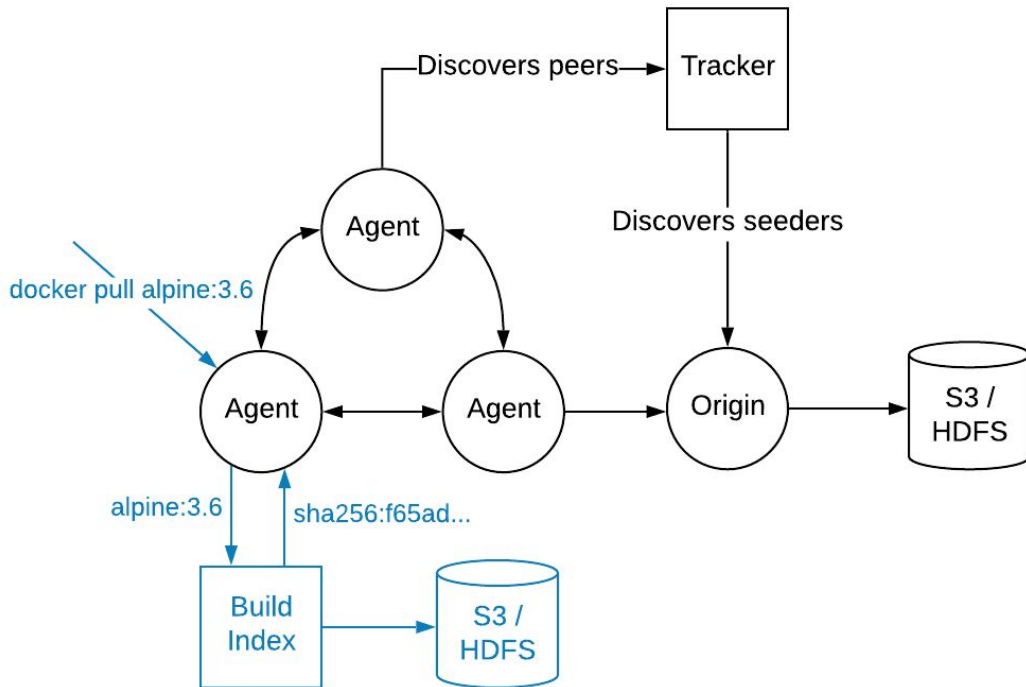 Discovers peers
Tracker
Agent
Discovers seeders
docker pull alpine:3.6
Agent
Agent
Origin
S3 /
HDFS
alpine:3.6
sha256:f65ad...
Build
Index
S3 /
HDFS